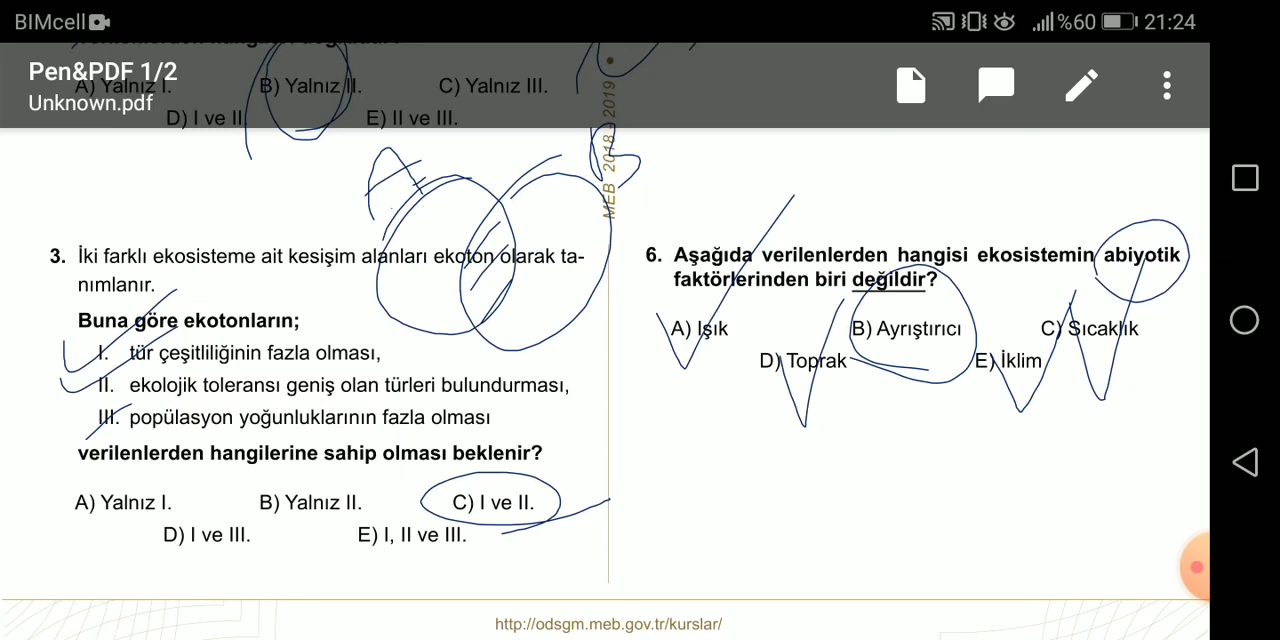 BIMcell
%60 21:24
Pen&PDF 1/2
Unknown.pdf
A) Yalnız I. B) Yalnız II. C) Yalnız III.
D) I ve II. E) II ve III.
MEB 2018 - 2019
A
B
3. İki farklı ekosisteme ait kesişim alanları ekoton olarak ta-
nımlanır.
Buna göre ekotonların;
I. tür çeşitliliğinin fazla olması,
II. ekolojik toleransı geniş olan türleri bulundurması,
III. popülasyon yoğunluklarının fazla olması
verilenlerden hangilerine sahip olması beklenir?
A) Yalnız I. B) Yalnız II. C) I ve II.
D) I ve III. E) I, II ve III.
6. Aşağıda verilenlerden hangisi ekosistemin abiyotik
faktörlerinden biri değildir?
A) Işık B) Ayrıştırıcı C) Sıcaklık
D) Toprak E) İklim
http://odsgm.meb.gov.tr/kurslar/